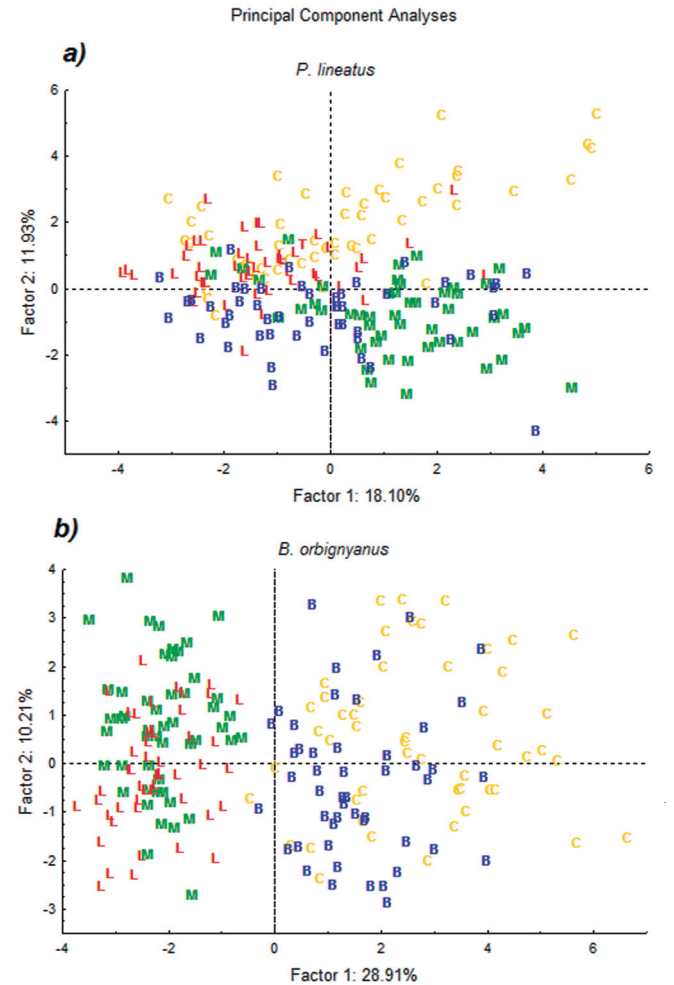 Principal Component Analyses
a)
P. lineatus
6
4
2
0
-2
-4
Factor 2: 11.93%
-4 -2 0 2 4 6
Factor 1: 18.10%
b)
B. orbignyanus
4
3
2
1
0
-1
-2
-3
Factor 2: 10.21%
-4 -2 0 2 4 6
Factor 1: 28.91%